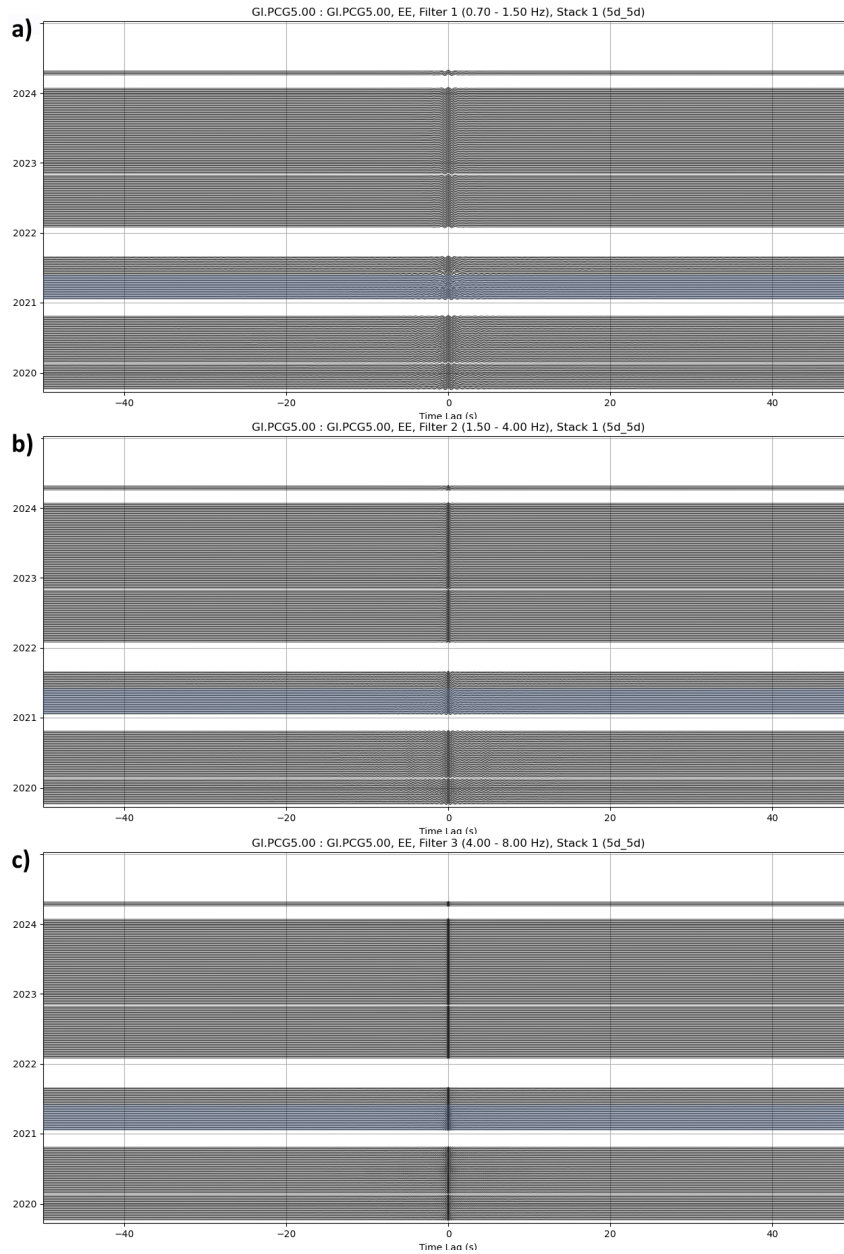 a)
GI.PCG5.00 : GI.PCG5.00, EE, Filter 1 (0.70 - 1.50 Hz), Stack 1 (5d_5d)
2024
2023
2022
2021
2020
−40 −20 0 20 40
Time Lag (s)
b)
GI.PCG5.00 : GI.PCG5.00, EE, Filter 2 (1.50 - 4.00 Hz), Stack 1 (5d_5d)
2024
2023
2022
2021
2020
−40 −20 0 20 40
Time Lag (s)
c)
GI.PCG5.00 : GI.PCG5.00, EE, Filter 3 (4.00 - 8.00 Hz), Stack 1 (5d_5d)
2024
2023
2022
2021
2020
−40 −20 0 20 40
Time Lag (s)